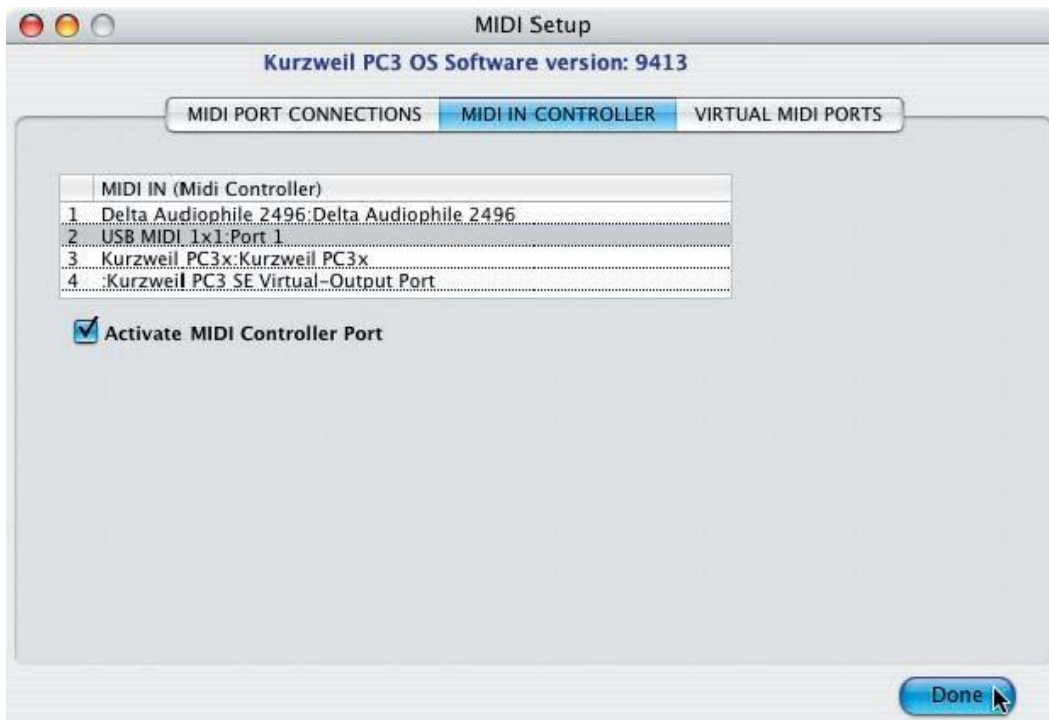 MIDI Setup
Kurzweil PC3 OS Software version: 9413
MIDI PORT CONNECTIONS MIDI IN CONTROLLER VIRTUAL MIDI PORTS
MIDI IN (Midi Controller)
1 Delta Audiophile 2496:Delta Audiophile 2496
2 USB MIDI 1x1:Port 1
3 Kurzweil PC3x:Kurzweil PC3x
4 :Kurzweil PC3 SE Virtual-Output Port
Activate MIDI Controller Port
Done